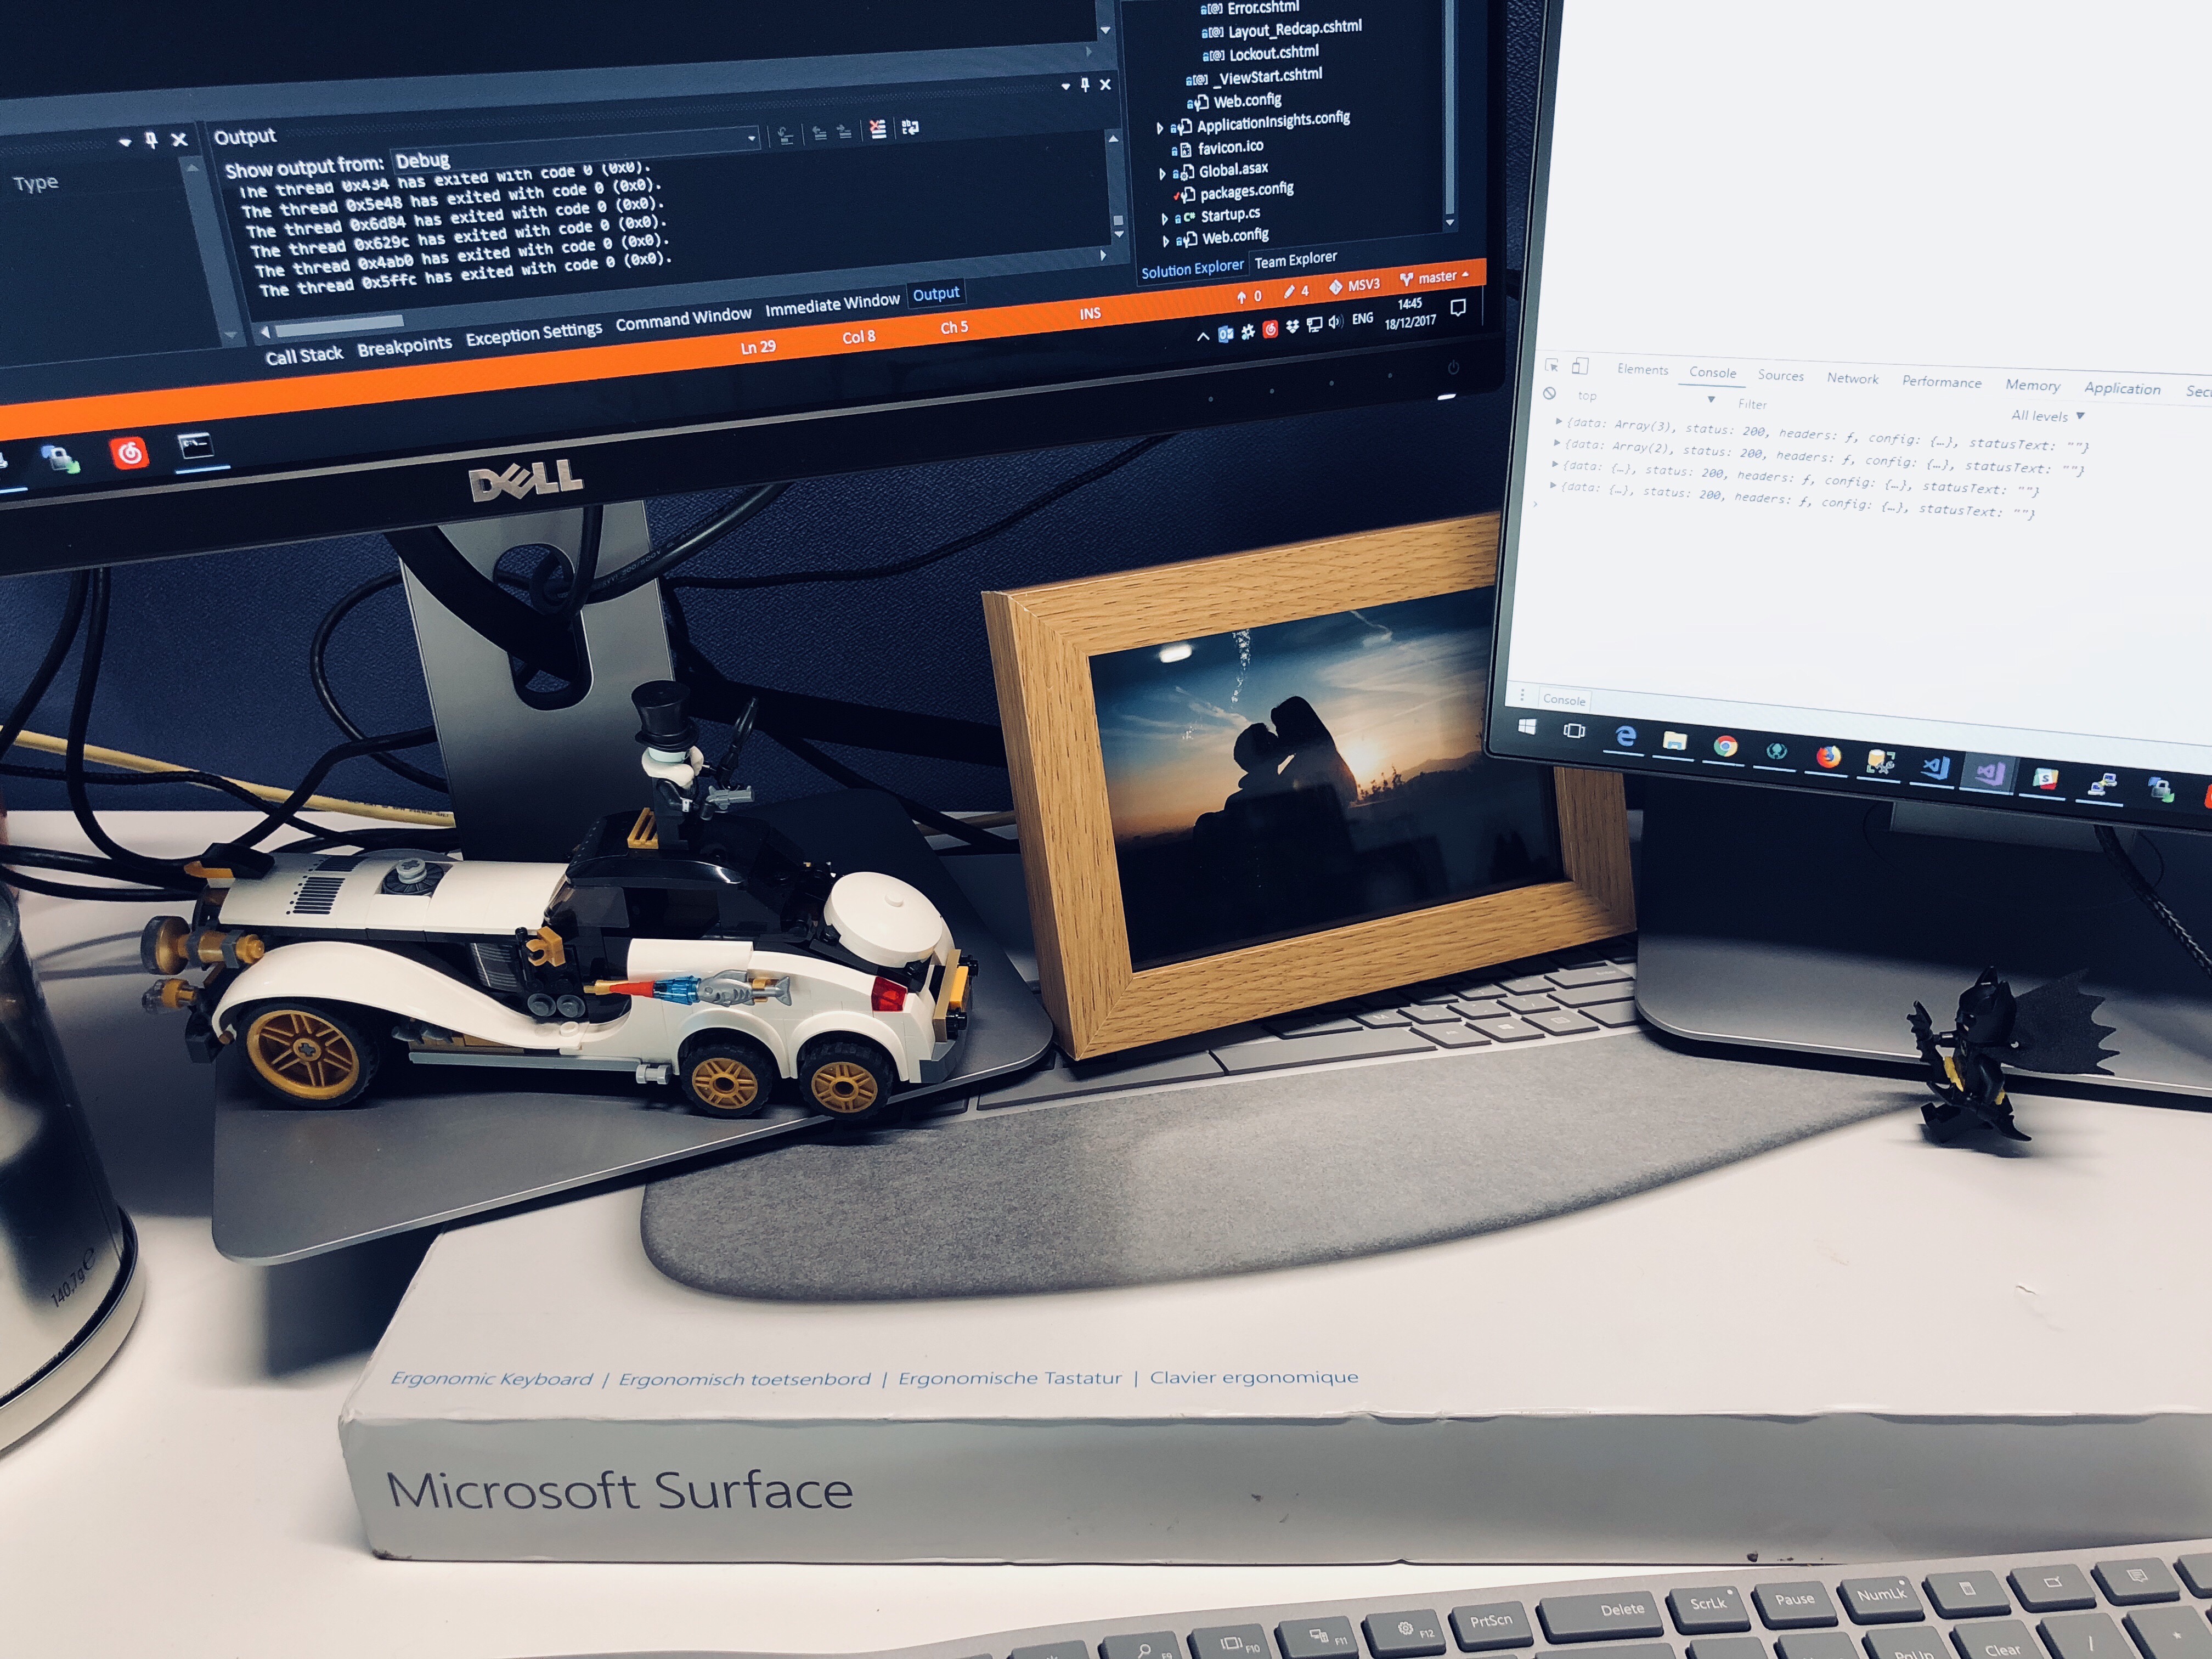 Error.cshtml
Layout_Redcap.cshtml
Lockout.cshtml
_ViewStart.cshtml
Web.config
ApplicationInsights.config
favicon.ico
Global.asax
packages.config
C# Startup.cs
Web.config
Solution Explorer Team Explorer
Type
Output
Show output from: Debug
The thread 0x434 has exited with code 0 (0x0).
The thread 0x5e48 has exited with code 0 (0x0).
The thread 0x6d84 has exited with code 0 (0x0).
The thread 0x629c has exited with code 0 (0x0).
The thread 0x4ab0 has exited with code 0 (0x0).
The thread 0x5ffc has exited with code 0 (0x0).
Call Stack Breakpoints Exception Settings Command Window Immediate Window Output
Ln 29 Col 8 Ch 5 INS 0 4 MSV3 master
ENG 14:45
18/12/2017
DELL
Elements Console Sources Network Performance Memory Application
top Filter All levels
{data: Array(3), status: 200, headers: ƒ, config: {…}, statusText: ""}
{data: Array(2), status: 200, headers: ƒ, config: {…}, statusText: ""}
{data: {…}, status: 200, headers: ƒ, config: {…}, statusText: ""}
{data: {…}, status: 200, headers: ƒ, config: {…}, statusText: ""}
Console
140,7g e
Ergonomic Keyboard / Ergonomisch toetsenbord | Ergonomische Tastatur | Clavier ergonomique
Microsoft Surface
F9 F10 F11 F12 PrtScn Delete ScrLk Pause NumLk
PgUp Clear / *